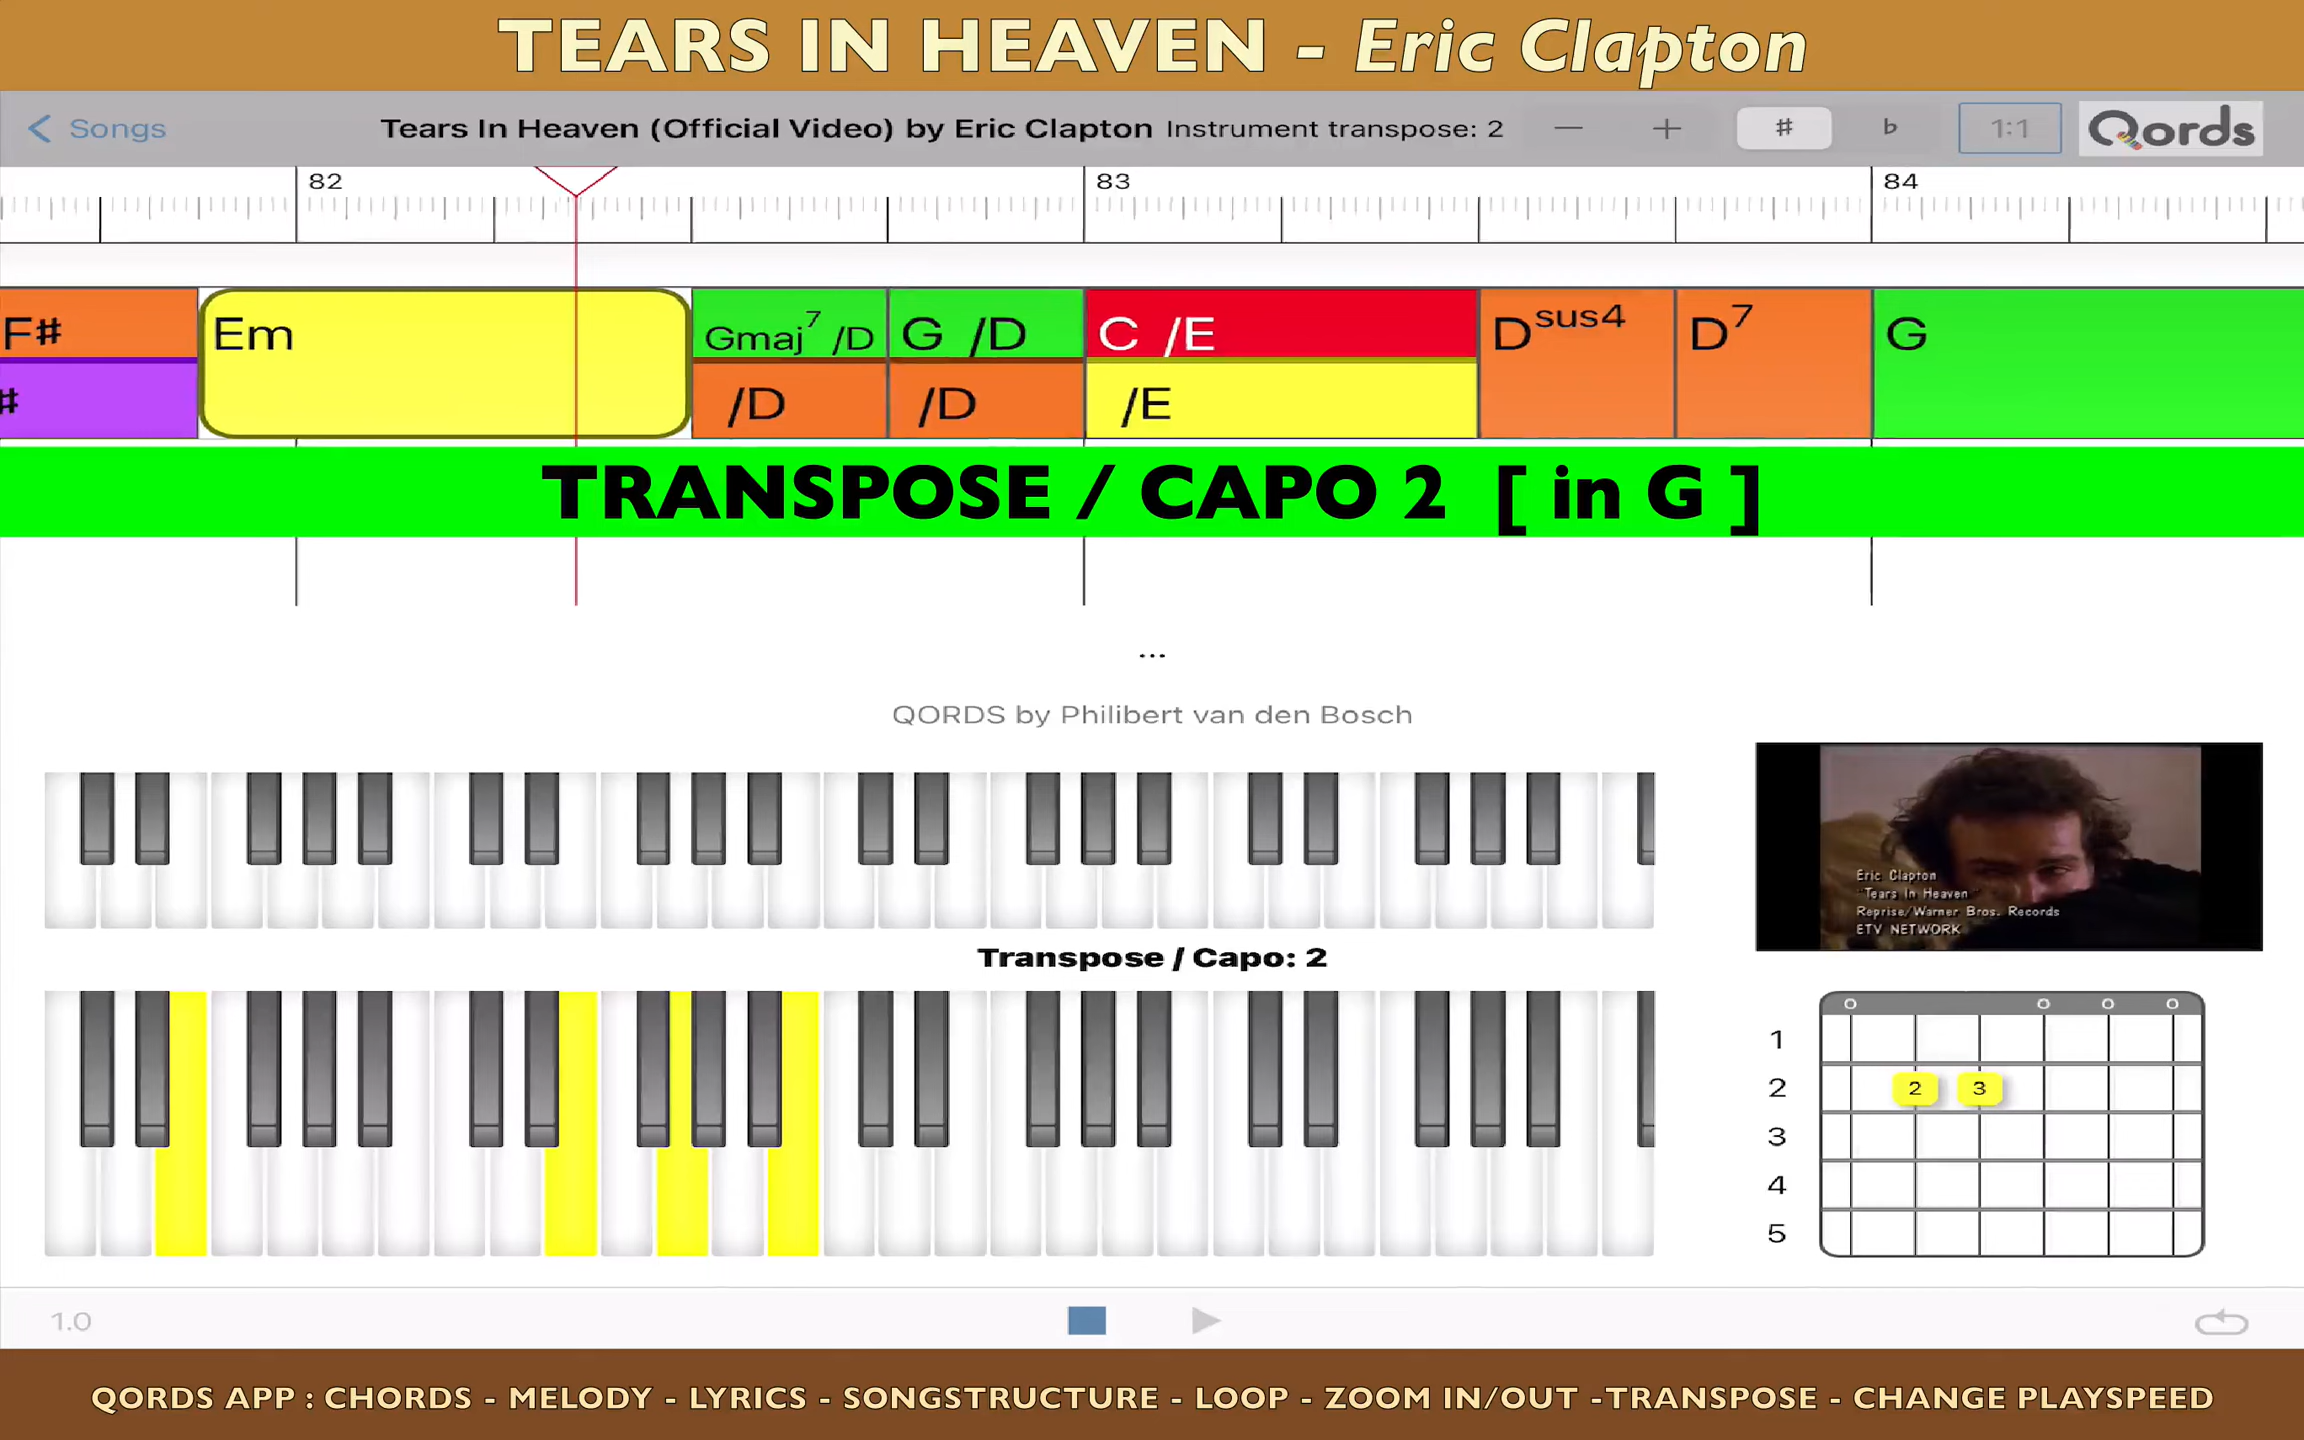 TEARS IN HEAVEN - Eric Clapton
Songs Tears In Heaven (Official Video) by Eric Clapton Instrument transpose: 2 — + ♯ ♭ 1:1 Qords
82 83 84
F# Em Gmaj7 /D G /D C /E Dsus4 D7 G
# /D /D /E
TRANSPOSE / CAPO 2 [ in G ]
...
QORDS by Philibert van den Bosch
Eric Clapton
"Tears In Heaven"
Reprise/Warner Bros. Records
ETV NETWORK
Transpose / Capo: 2
o o o o
1
2 2 3
3
4
5
1.0
QORDS APP : CHORDS - MELODY - LYRICS - SONGSTRUCTURE - LOOP - ZOOM IN/OUT -TRANSPOSE - CHANGE PLAYSPEED